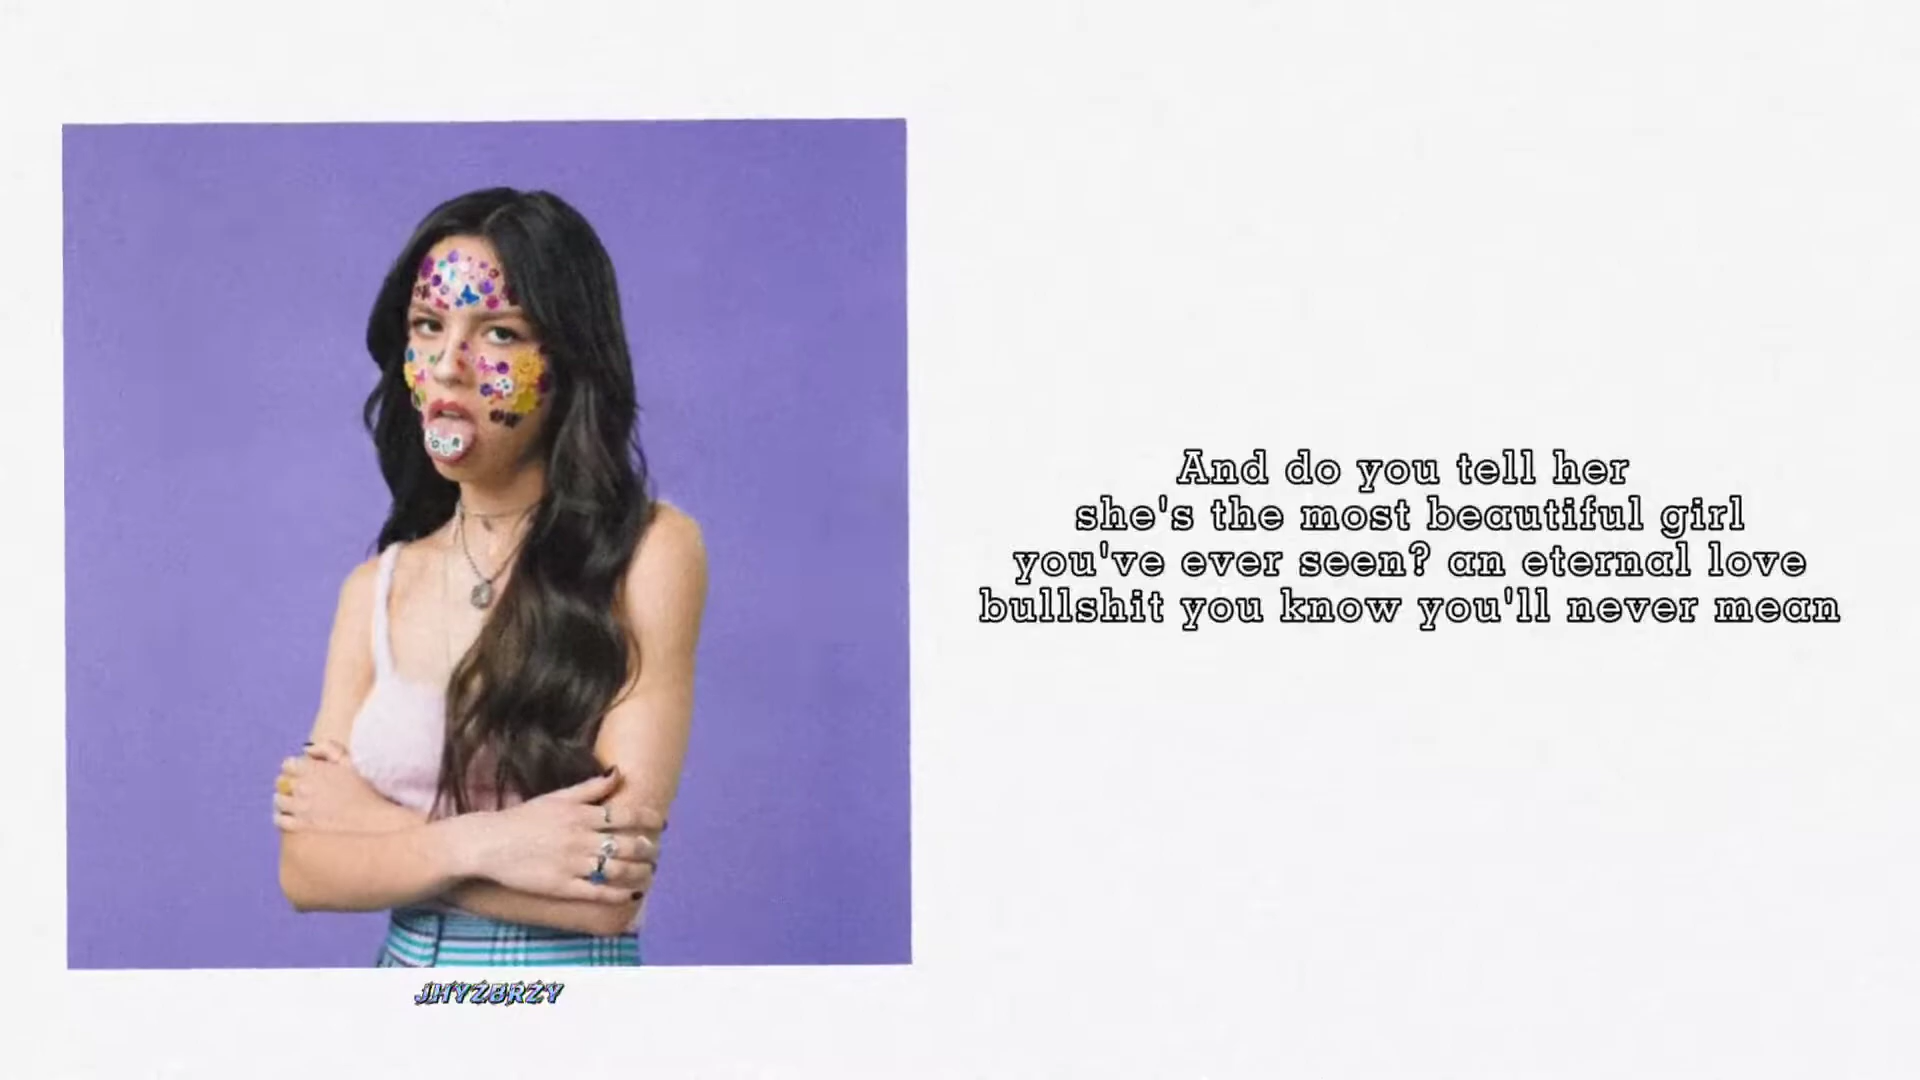 And do you tell her
she's the most beautiful girl
you've ever seen? an eternal love
bullshit you know you'll never mean
JHYZBRZY